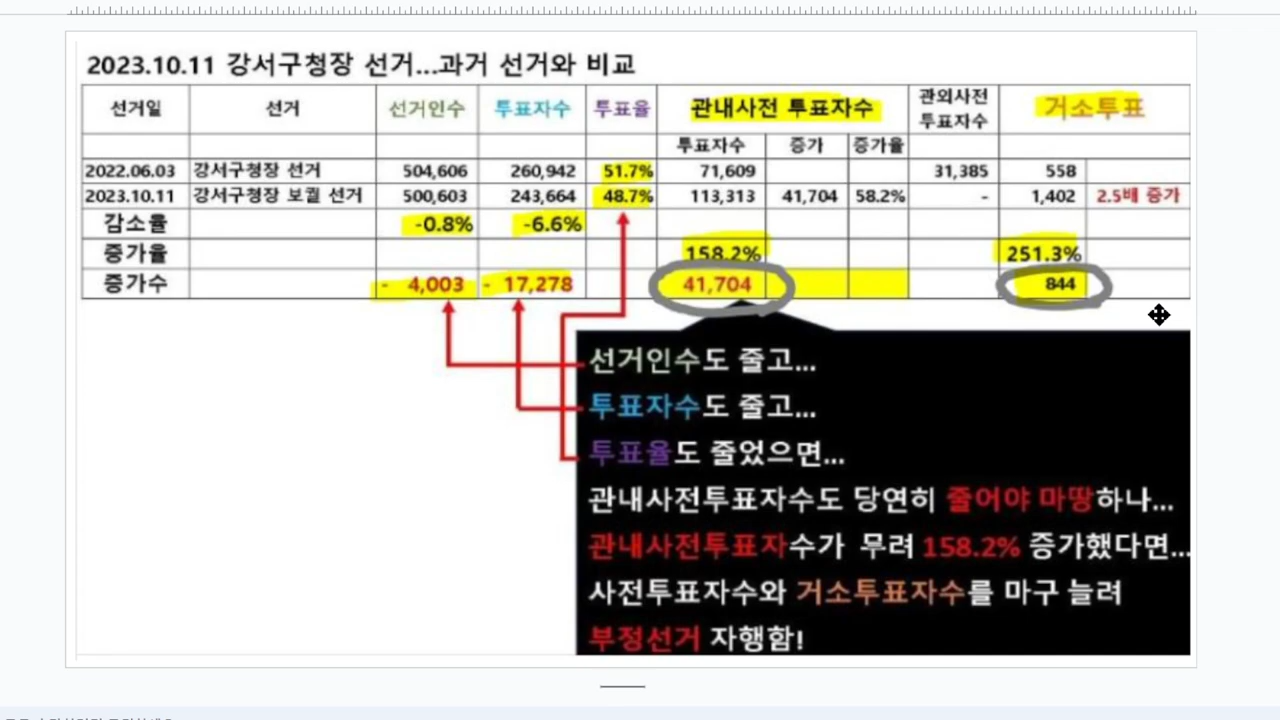 2023.10.11 강서구청장 선거...과거 선거와 비교
선거일 선거 선거인수 투표자수 투표율 관내사전 투표자수 관외사전 투표자수 거소투표
투표자수 증가 증가율
2022.06.03 강서구청장 선거 504,606 260,942 51.7% 71,609 31,385 558
2023.10.11 강서구청장 보궐 선거 500,603 243,664 48.7% 113,313 41,704 58.2% - 1,402 2.5배 증가
감소율 -0.8% -6.6%
증가율 158.2% 251.3%
증가수 - 4,003 - 17,278 41,704 844
선거인수도 줄고...
투표자수도 줄고...
투표율도 줄었으면...
관내사전투표자수도 당연히 줄어야 마땅하나...
관내사전투표자수가 무려 158.2% 증가했다면...
사전투표자수와 거소투표자수를 마구 늘려
부정선거 자행함!